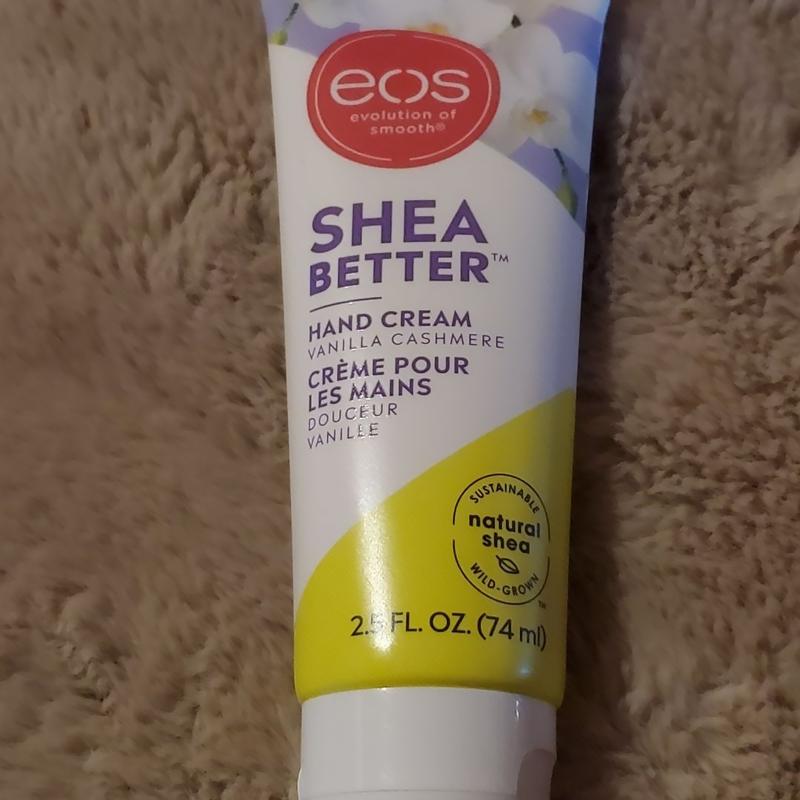 eos
evolution of
smooth®
SHEA
BETTER™
HAND CREAM
VANILLA CASHMERE
CRÈME POUR
LES MAINS
DOUCEUR
VANILLE
SUSTAINABLE
natural
shea
WILD-GROWN
™
2.5 FL. OZ. (74 ml)